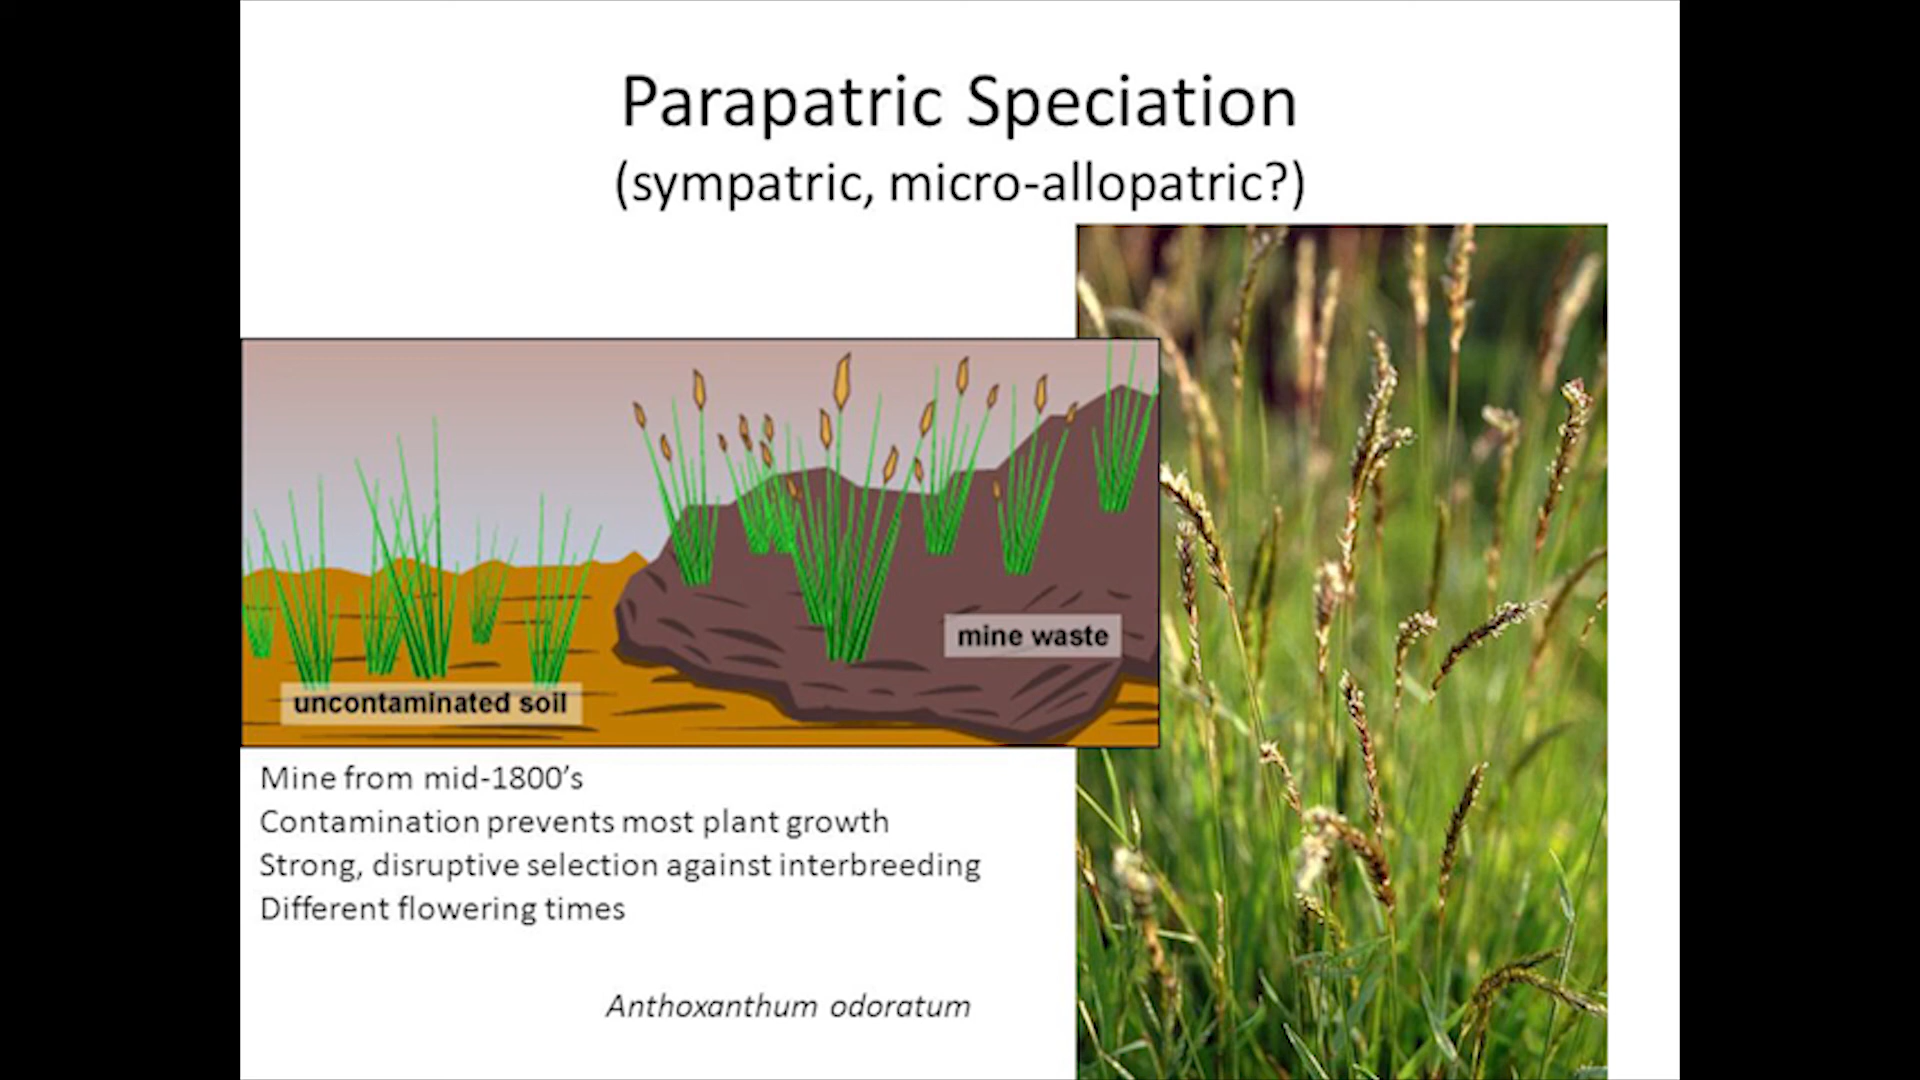 Parapatric Speciation
(sympatric, micro-allopatric?)
mine waste
uncontaminated soil
Mine from mid-1800’s
Contamination prevents most plant growth
Strong, disruptive selection against interbreeding
Different flowering times
Anthoxanthum odoratum